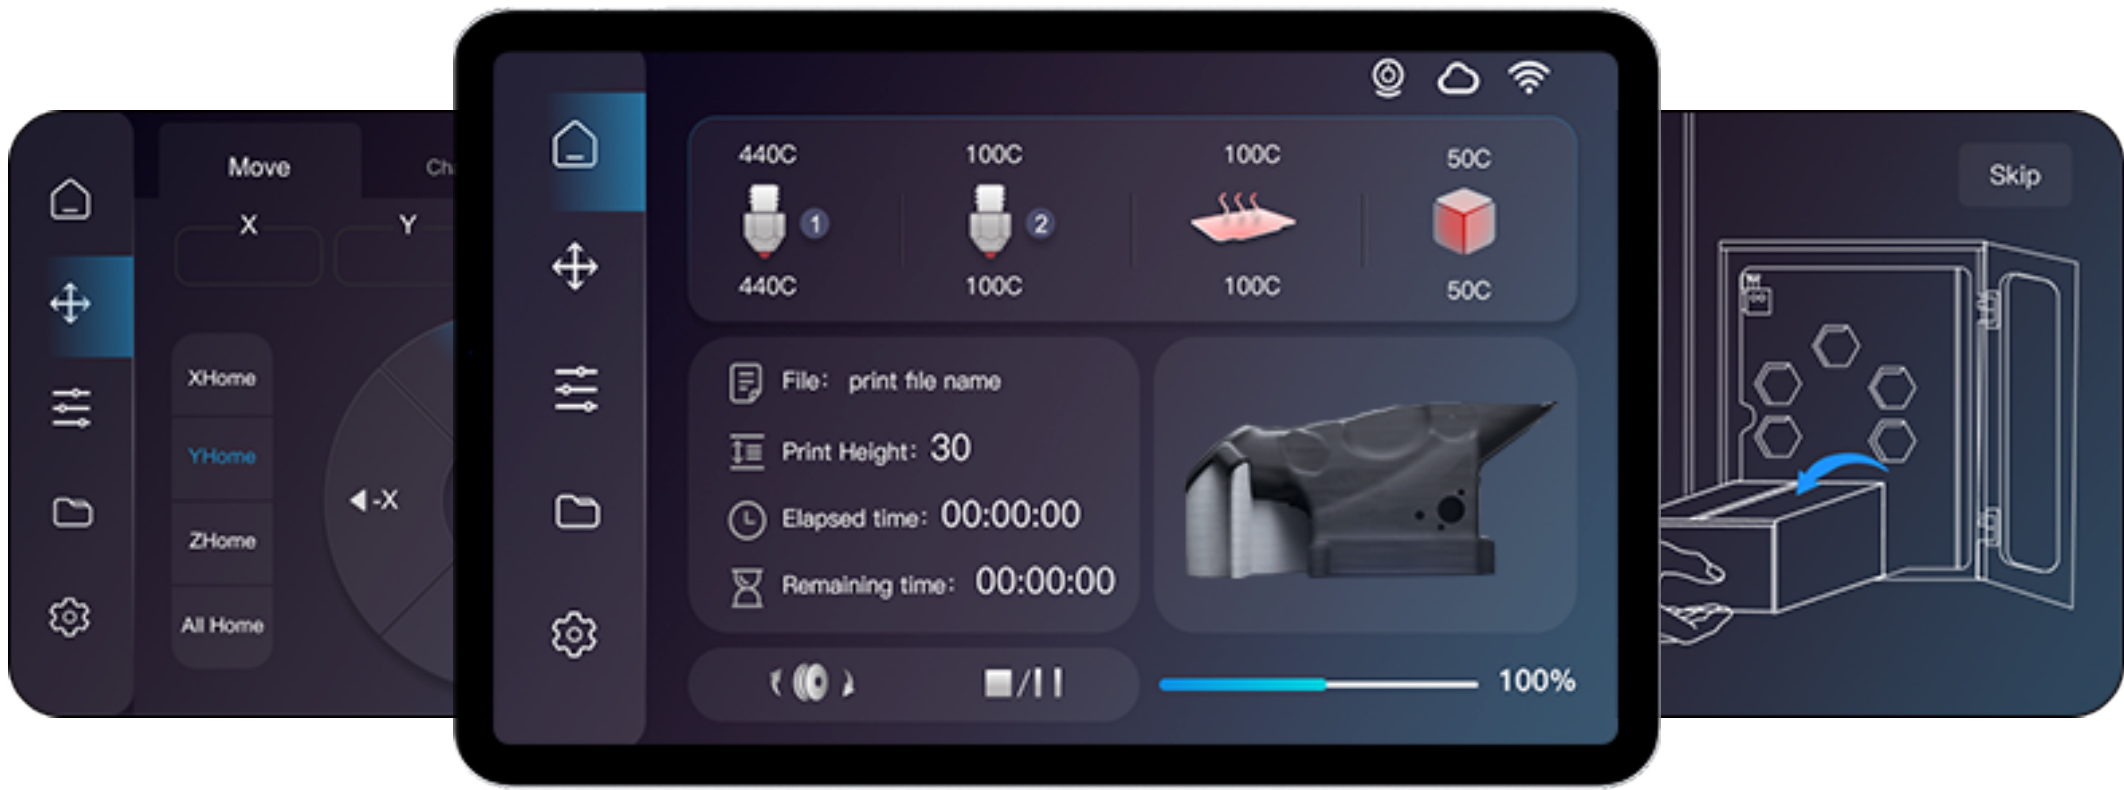 Move
X
Y
XHome
YHome
ZHome
All Home
-X
440C
100C
100C
50C
1
2
440C
100C
100C
50C
File: print file name
Print Height: 30
Elapsed time: 00:00:00
Remaining time: 00:00:00
100%
Skip